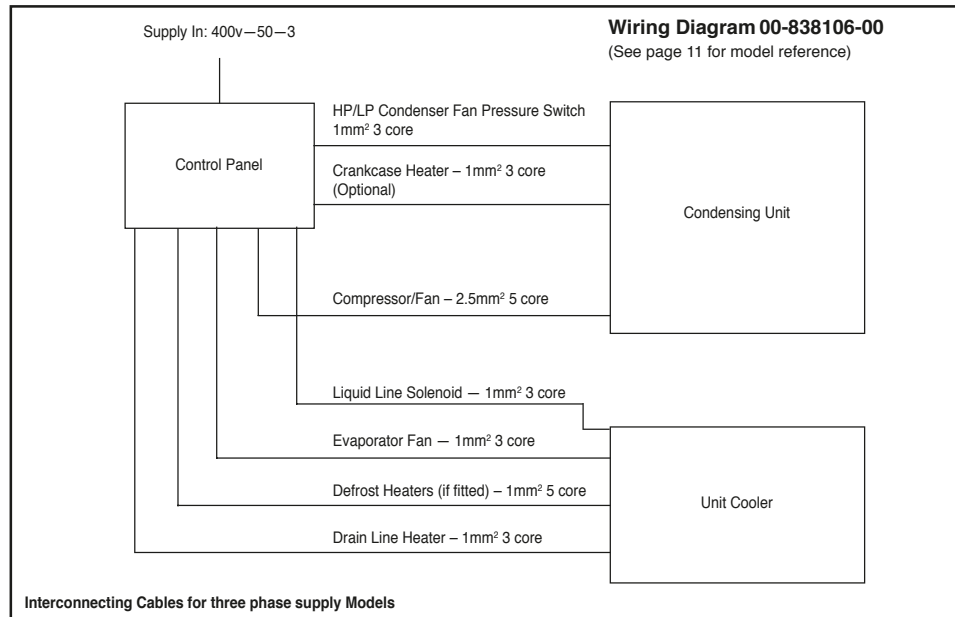 Supply In: 400v—50—3
Wiring Diagram 00-838106-00
(See page 11 for model reference)
HP/LP Condenser Fan Pressure Switch
1mm² 3 core
Control Panel
Crankcase Heater – 1mm² 3 core
(Optional)
Condensing Unit
Compressor/Fan – 2.5mm² 5 core
Liquid Line Solenoid — 1mm² 3 core
Evaporator Fan — 1mm² 3 core
Defrost Heaters (if fitted) – 1mm² 5 core
Unit Cooler
Drain Line Heater – 1mm² 3 core
Interconnecting Cables for three phase supply Models